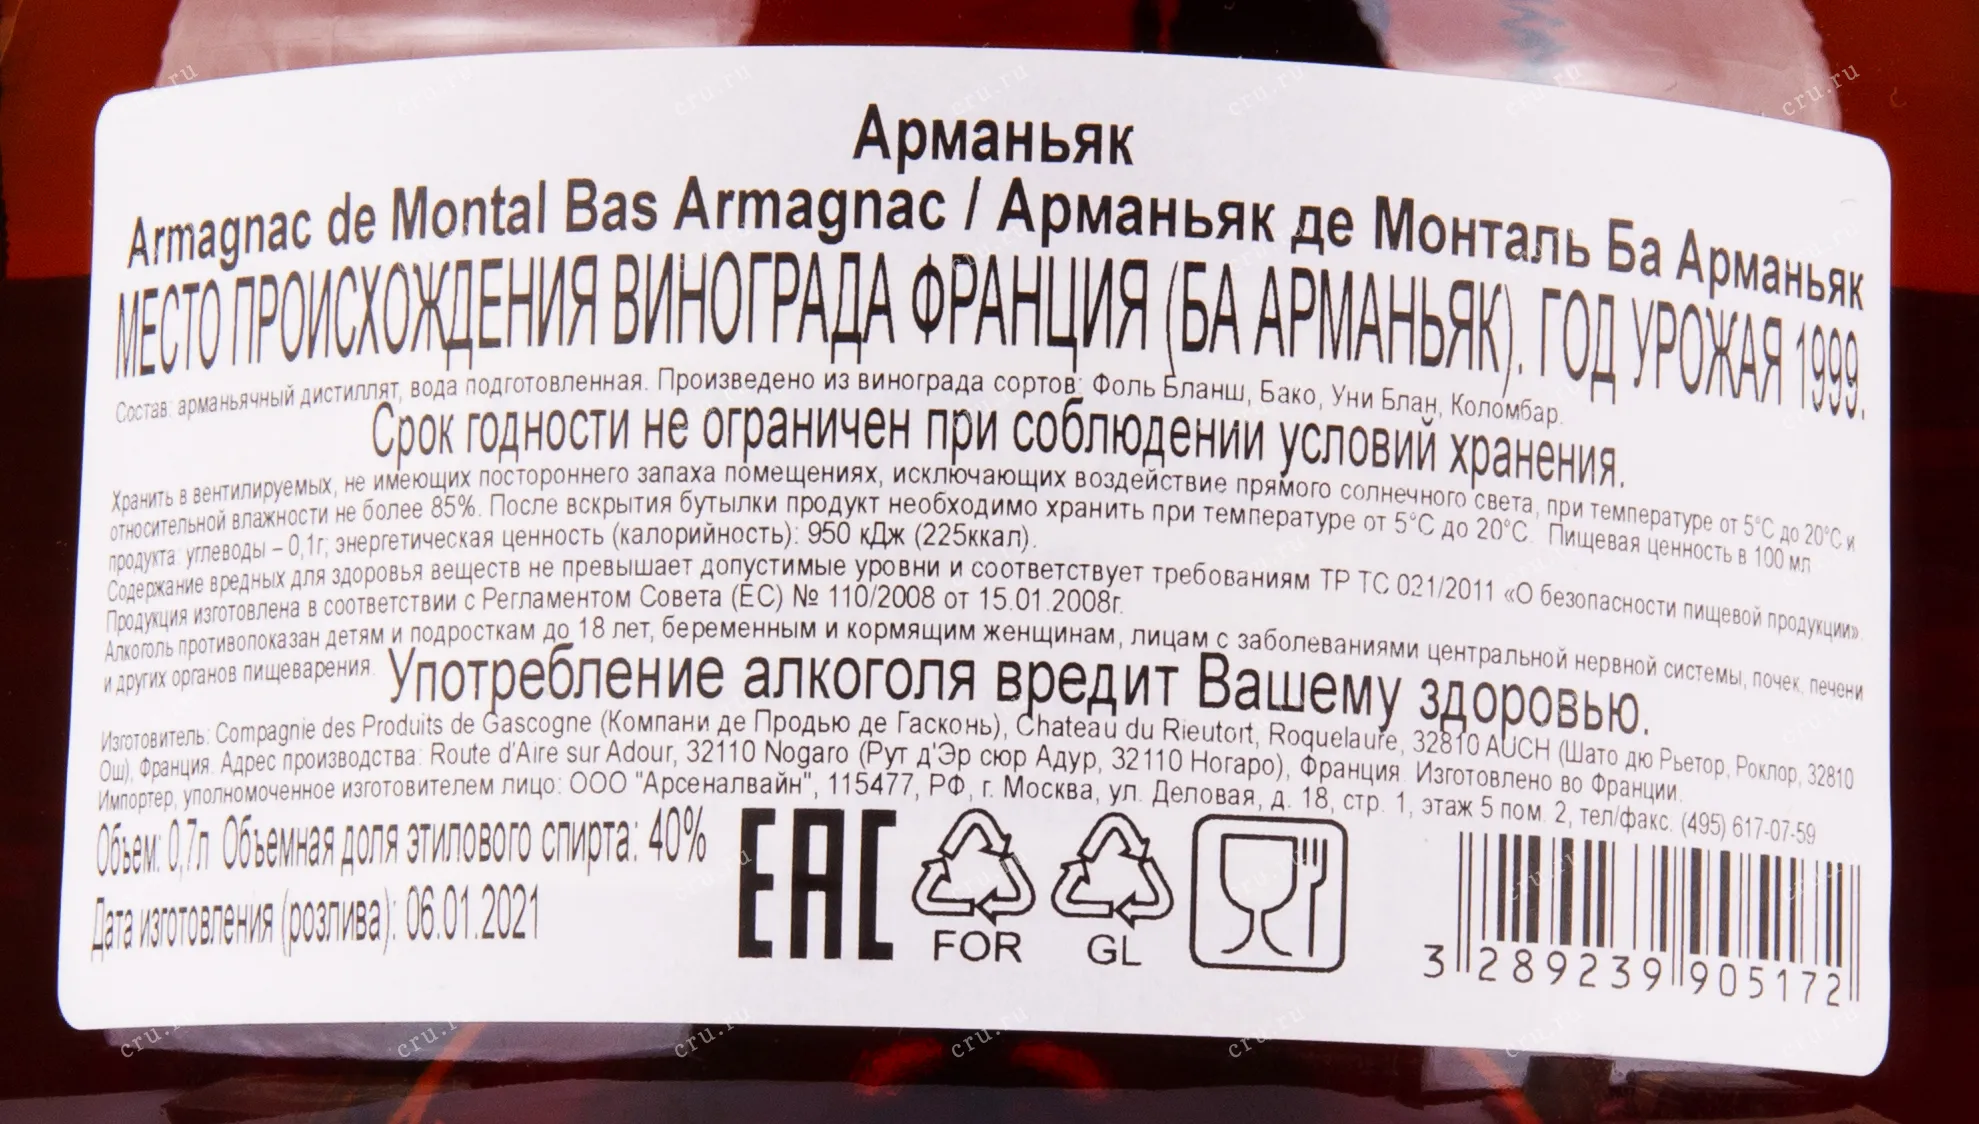 Арманьяк
Armagnac de Montal Bas Armagnac / Арманьяк де Монталь Ба Арманьяк
МЕСТО ПРОИСХОЖДЕНИЯ ВИНОГРАДА ФРАНЦИЯ (БА АРМАНЬЯК). ГОД УРОЖАЯ 1999.
Состав: арманьячный дистиллят, вода подготовленная. Произведено из винограда сортов: Фоль Бланш, Бако, Уни Блан, Коломбар.
Срок годности не ограничен при соблюдении условий хранения.
Хранить в вентилируемых, не имеющих постороннего запаха помещениях, исключающих воздействие прямого солнечного света, при температуре от 5°С до 20°С и
относительной влажности не более 85%. После вскрытия бутылки продукт необходимо хранить при температуре от 5°С до 20°С. Пищевая ценность в 100 мл
продукта: углеводы – 0,1г; энергетическая ценность (калорийность): 950 кДж (225ккал).
Содержание вредных для здоровья веществ не превышает допустимые уровни и соответствует требованиям ТР ТС 021/2011 «О безопасности пищевой продукции».
Продукция изготовлена в соответствии с Регламентом Совета (ЕС) № 110/2008 от 15.01.2008г.
Алкоголь противопоказан детям и подросткам до 18 лет, беременным и кормящим женщинам, лицам с заболеваниями центральной нервной системы, почек, печени
и других органов пищеварения.
Употребление алкоголя вредит Вашему здоровью.
Изготовитель: Compagnie des Produits de Gascogne (Компани де Продью де Гасконь), Chateau du Rieutort, Roquelaure, 32810 AUCH (Шато дю Рьетор, Роклор, 32810
Ош), Франция. Адрес производства: Route d'Aire sur Adour, 32110 Nogaro (Рут д'Эр сюр Адур, 32110 Ногаро), Франция. Изготовлено во Франции.
Импортер, уполномоченное изготовителем лицо: ООО "Арсеналвайн", 115477, РФ, г. Москва, ул. Деловая, д. 18, стр. 1, этаж 5 пом. 2, тел/факс. (495) 617-07-59
Объем: 0,7л Объемная доля этилового спирта: 40%
Дата изготовления (розлива): 06.01.2021
EAC
FOR
GL
3 289239 905172
cru.ru